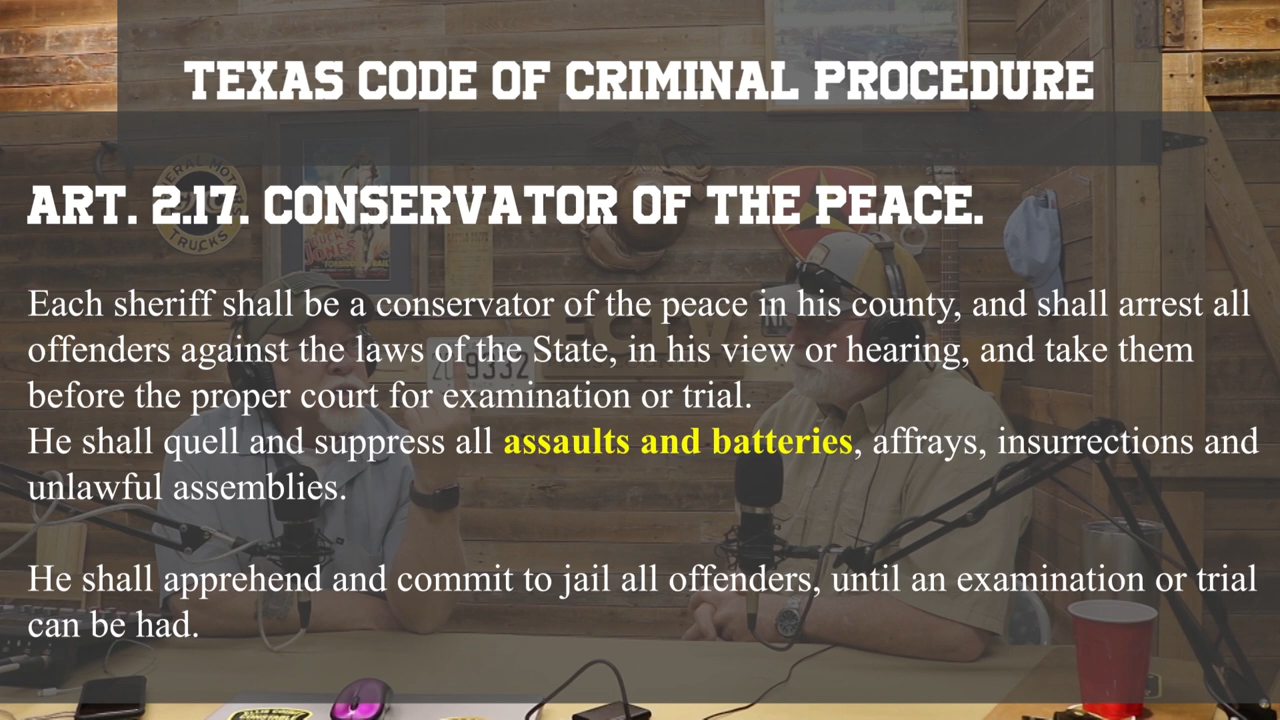 TEXAS CODE OF CRIMINAL PROCEDURE
ART. 2.17. CONSERVATOR OF THE PEACE.
Each sheriff shall be a conservator of the peace in his county, and shall arrest all
offenders against the laws of the State, in his view or hearing, and take them
before the proper court for examination or trial.
He shall quell and suppress all assaults and batteries, affrays, insurrections and
unlawful assemblies.
He shall apprehend and commit to jail all offenders, until an examination or trial
can be had.
TRUCKS
9332